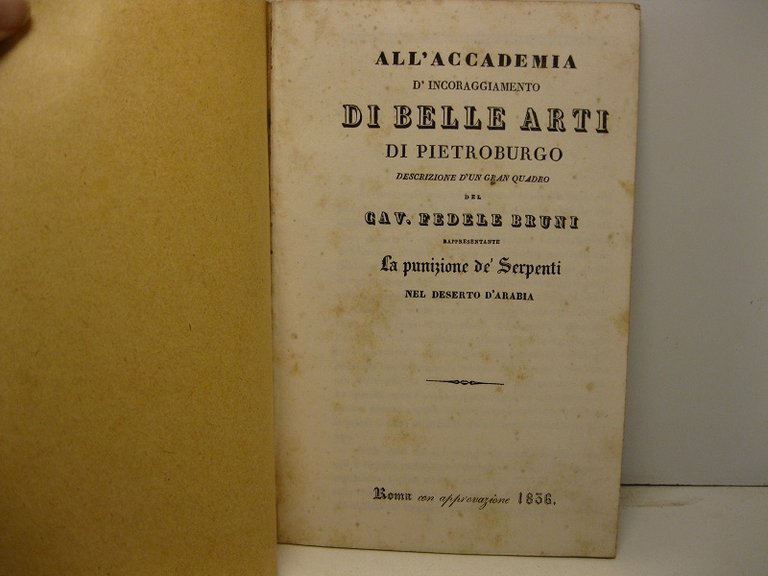 ALL'ACCADEMIA
D' INCORAGGIAMENTO
DI BELLE ARTI
DI PIETROBURGO
DESCRIZIONE D'UN GRAN QUADRO
DEL
CAV. FEDELE BRUNI
RAPPRESENTANTE
La punizione de' Serpenti
NEL DESERTO D'ARABIA
Roma con approvazione 1836.